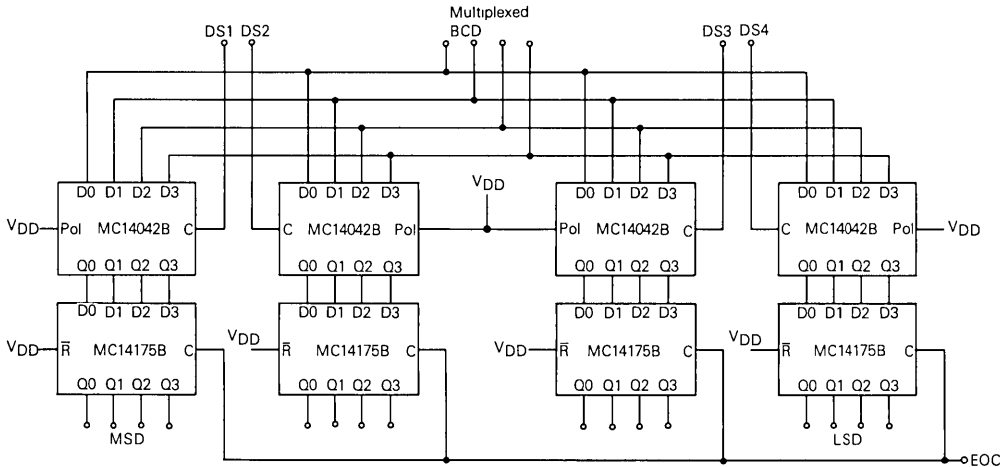 Multiplexed
DS1 DS2 BCD DS3 DS4
D0 D1 D2 D3 D0 D1 D2 D3 VDD D0 D1 D2 D3 D0 D1 D2 D3
VDD Pol MC14042B C C MC14042B Pol Pol MC14042B C C MC14042B Pol VDD
Q0 Q1 Q2 Q3 Q0 Q1 Q2 Q3 Q0 Q1 Q2 Q3 Q0 Q1 Q2 Q3
D0 D1 D2 D3 D0 D1 D2 D3 D0 D1 D2 D3 D0 D1 D2 D3
VDD R̅ MC14175B C VDD R̅ MC14175B C VDD R̅ MC14175B C VDD R̅ MC14175B C
Q0 Q1 Q2 Q3 Q0 Q1 Q2 Q3 Q0 Q1 Q2 Q3 Q0 Q1 Q2 Q3
MSD LSD
EOC